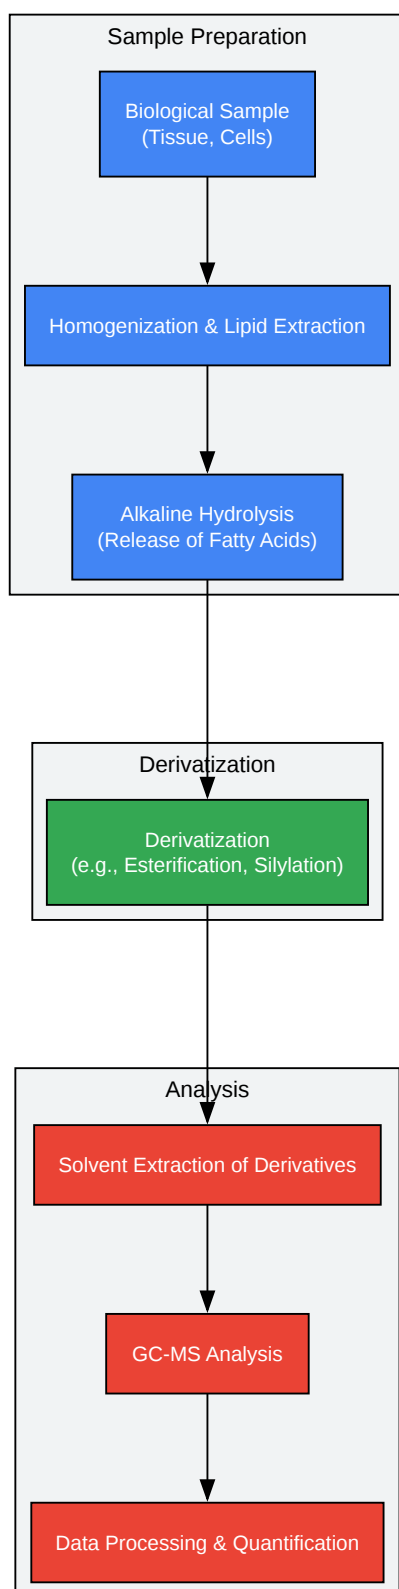 Sample Preparation
Biological Sample
(Tissue, Cells)
Homogenization & Lipid Extraction
Alkaline Hydrolysis
(Release of Fatty Acids)
Derivatization
Derivatization
(e.g., Esterification, Silylation)
Analysis
Solvent Extraction of Derivatives
GC-MS Analysis
Data Processing & Quantification